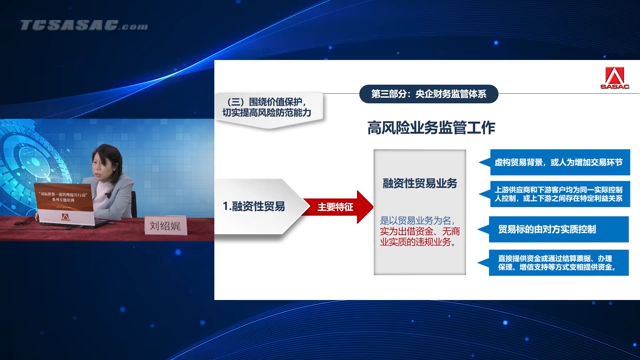 TCSASAC.com
第三部分：央企财务监管体系
SASAC
（三）围绕价值保护，
切实提高风险防范能力
高风险业务监管工作
1.融资性贸易
主要特征
融资性贸易业务
是以贸易业务为名，
实为出借资金、无商
业实质的违规业务。
虚构贸易背景，或人为增加交易环节
上游供应商和下游客户均为同一实际控制
人控制，或上下游之间存在特定利益关系
贸易标的由对方实质控制
直接提供资金或通过结算票据、办理
保理、增信支持等方式变相提供资金。
刘绍娓